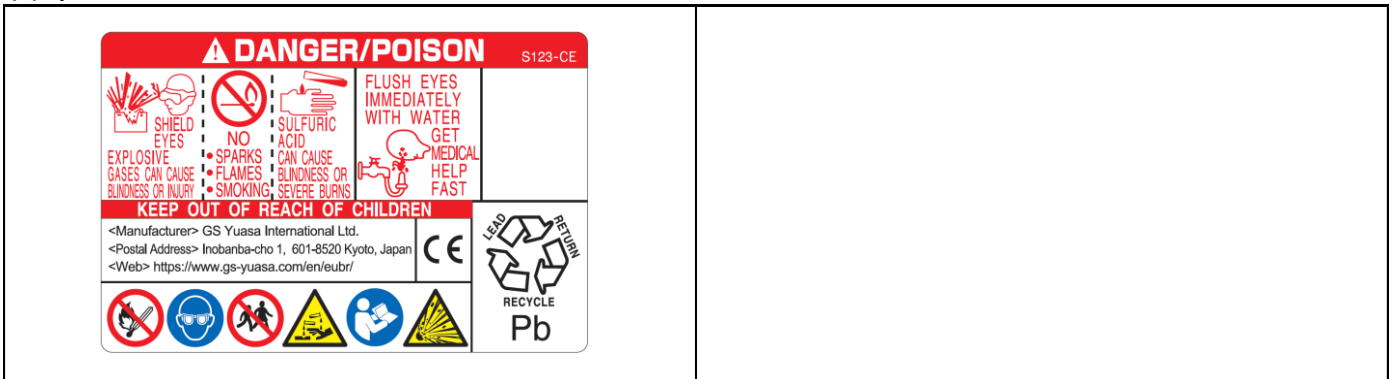 DANGER/POISON
S123-CE
SHIELD
EYES
EXPLOSIVE
GASES CAN CAUSE
BLINDNESS OR INJURY
NO
• SPARKS
• FLAMES
• SMOKING
SULFURIC
ACID
CAN CAUSE
BLINDNESS OR
SEVERE BURNS
FLUSH EYES
IMMEDIATELY
WITH WATER
GET
MEDICAL
HELP
FAST
KEEP OUT OF REACH OF CHILDREN
<Manufacturer> GS Yuasa International Ltd.
<Postal Address> Inobanba-cho 1, 601-8520 Kyoto, Japan
<Web> https://www.gs-yuasa.com/en/eubr/
CE
LEAD
RETURN
RECYCLE
Pb